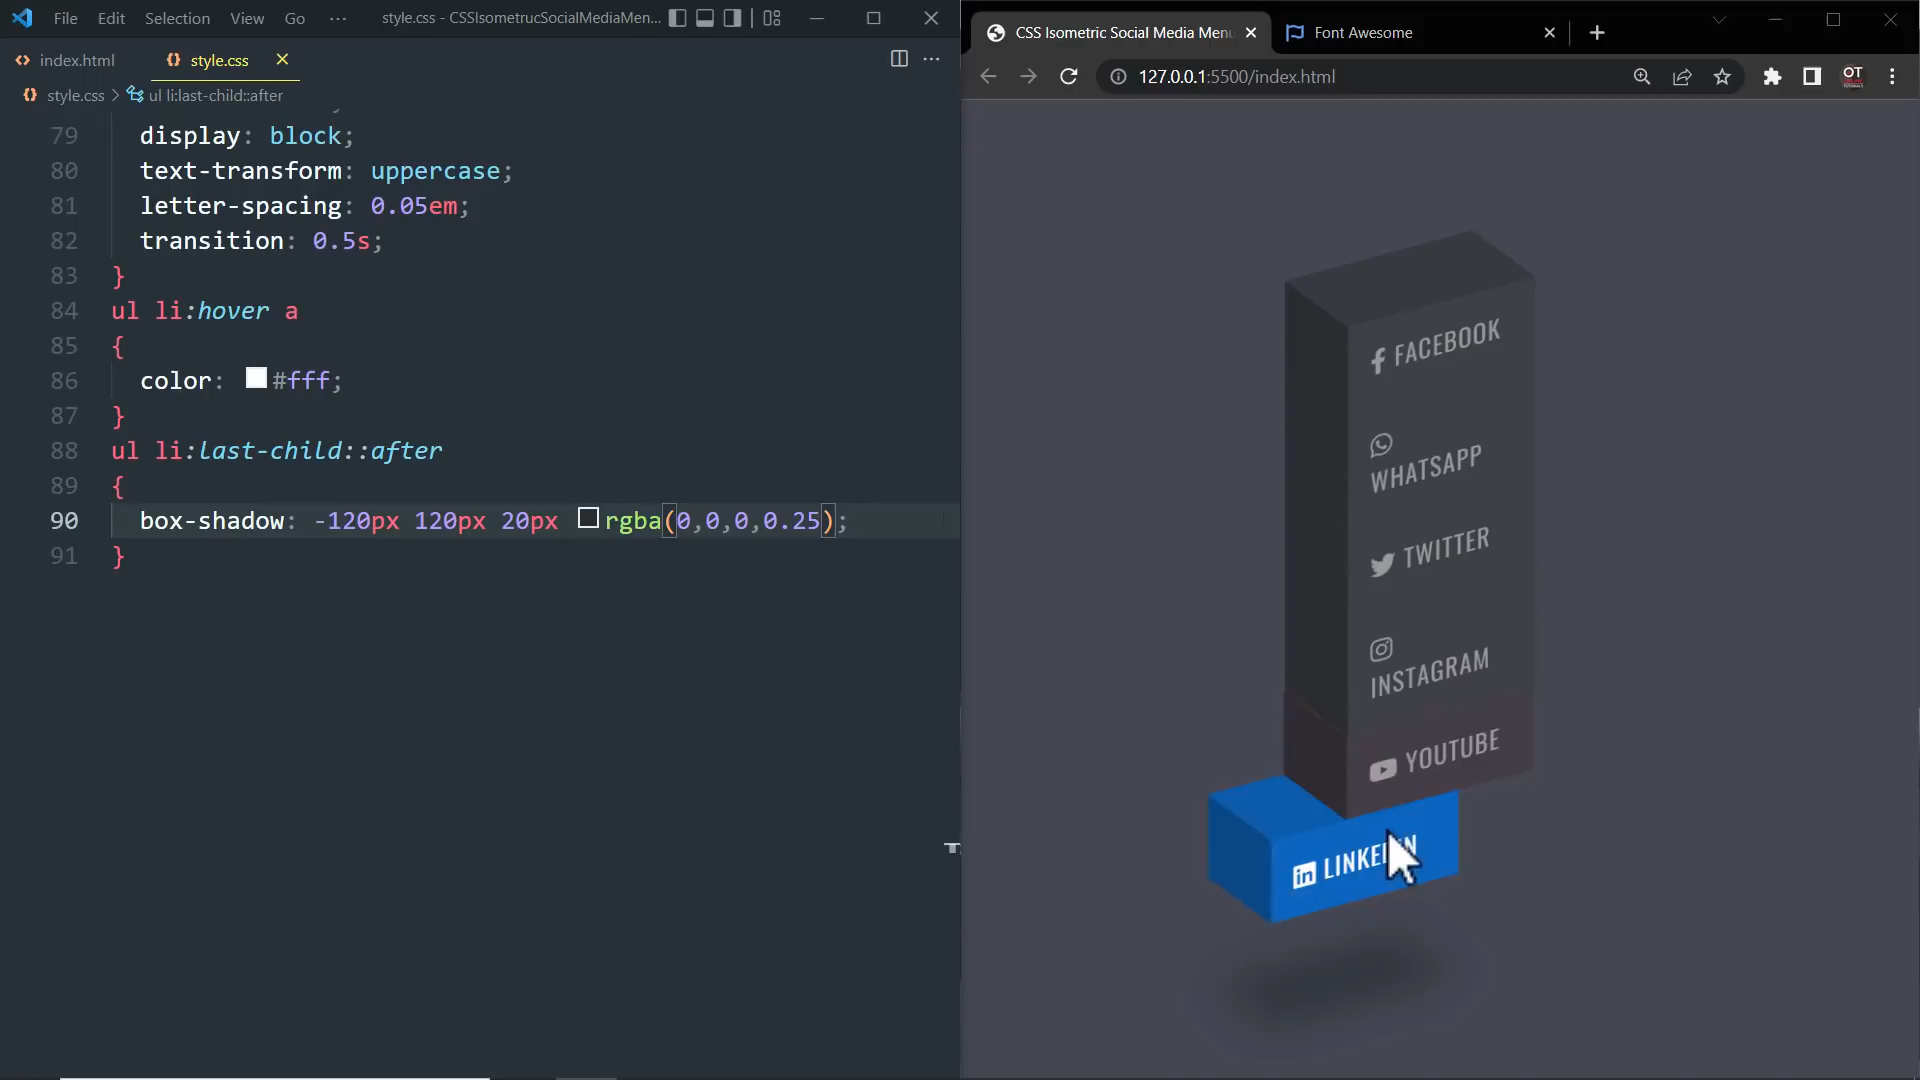 File Edit Selection View Go ··· style.css - CSSIsometrucSocialMediaMen...
index.html style.css
style.css > ul li:last-child::after
79 display: block;
80 text-transform: uppercase;
81 letter-spacing: 0.05em;
82 transition: 0.5s;
83 }
84 ul li:hover a
85 {
86 color: #fff;
87 }
88 ul li:last-child::after
89 {
90 box-shadow: -120px 120px 20px rgba(0,0,0,0.25);
91 }
CSS Isometric Social Media Menu Font Awesome
127.0.0.1:5500/index.html
OT
FACEBOOK
WHATSAPP
TWITTER
INSTAGRAM
YOUTUBE
in LINKEDIN